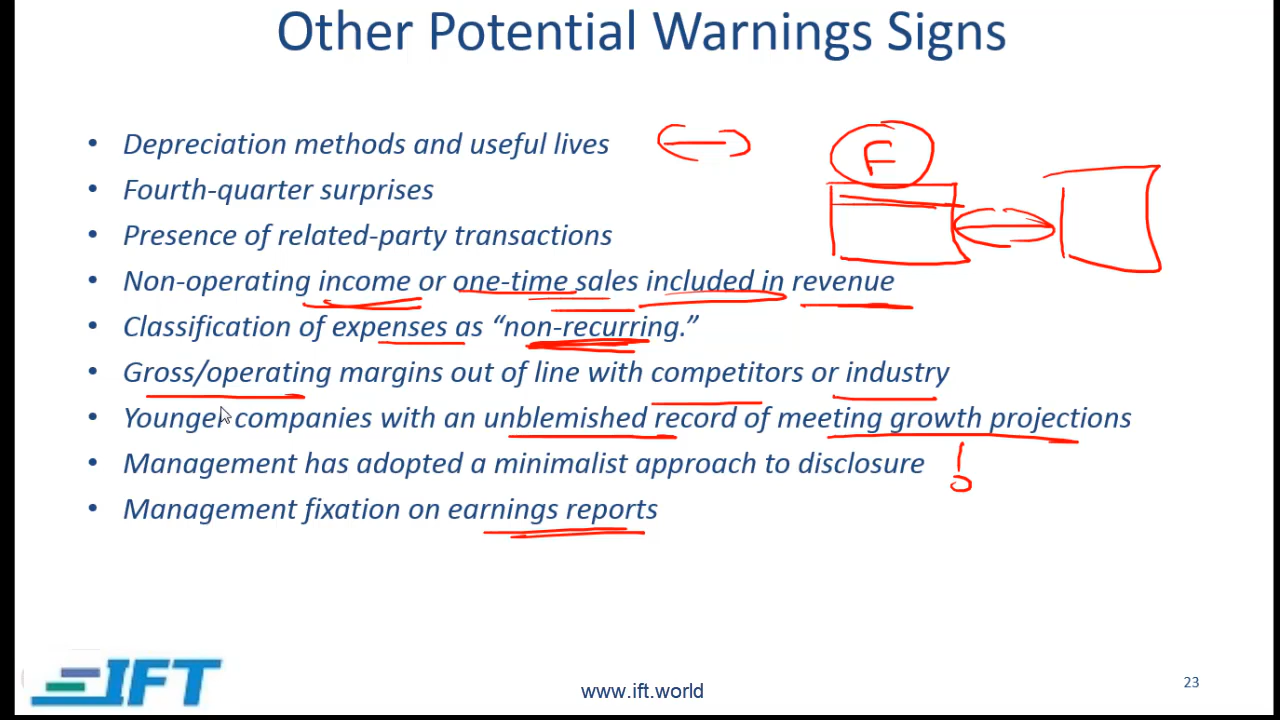 Other Potential Warnings Signs
• Depreciation methods and useful lives
F
• Fourth-quarter surprises
• Presence of related-party transactions
• Non-operating income or one-time sales included in revenue
• Classification of expenses as “non-recurring.”
• Gross/operating margins out of line with competitors or industry
• Younger companies with an unblemished record of meeting growth projections
• Management has adopted a minimalist approach to disclosure
• Management fixation on earnings reports
IFT
www.ift.world
23